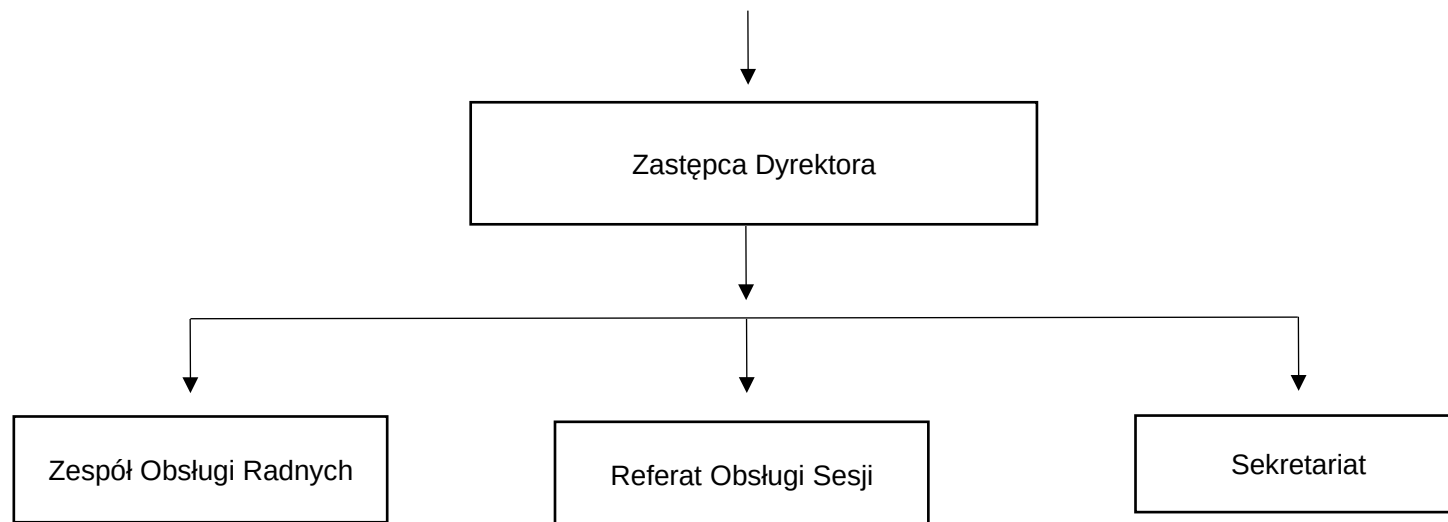 Zastępca Dyrektora
Zespół Obsługi Radnych
Referat Obsługi Sesji
Sekretariat